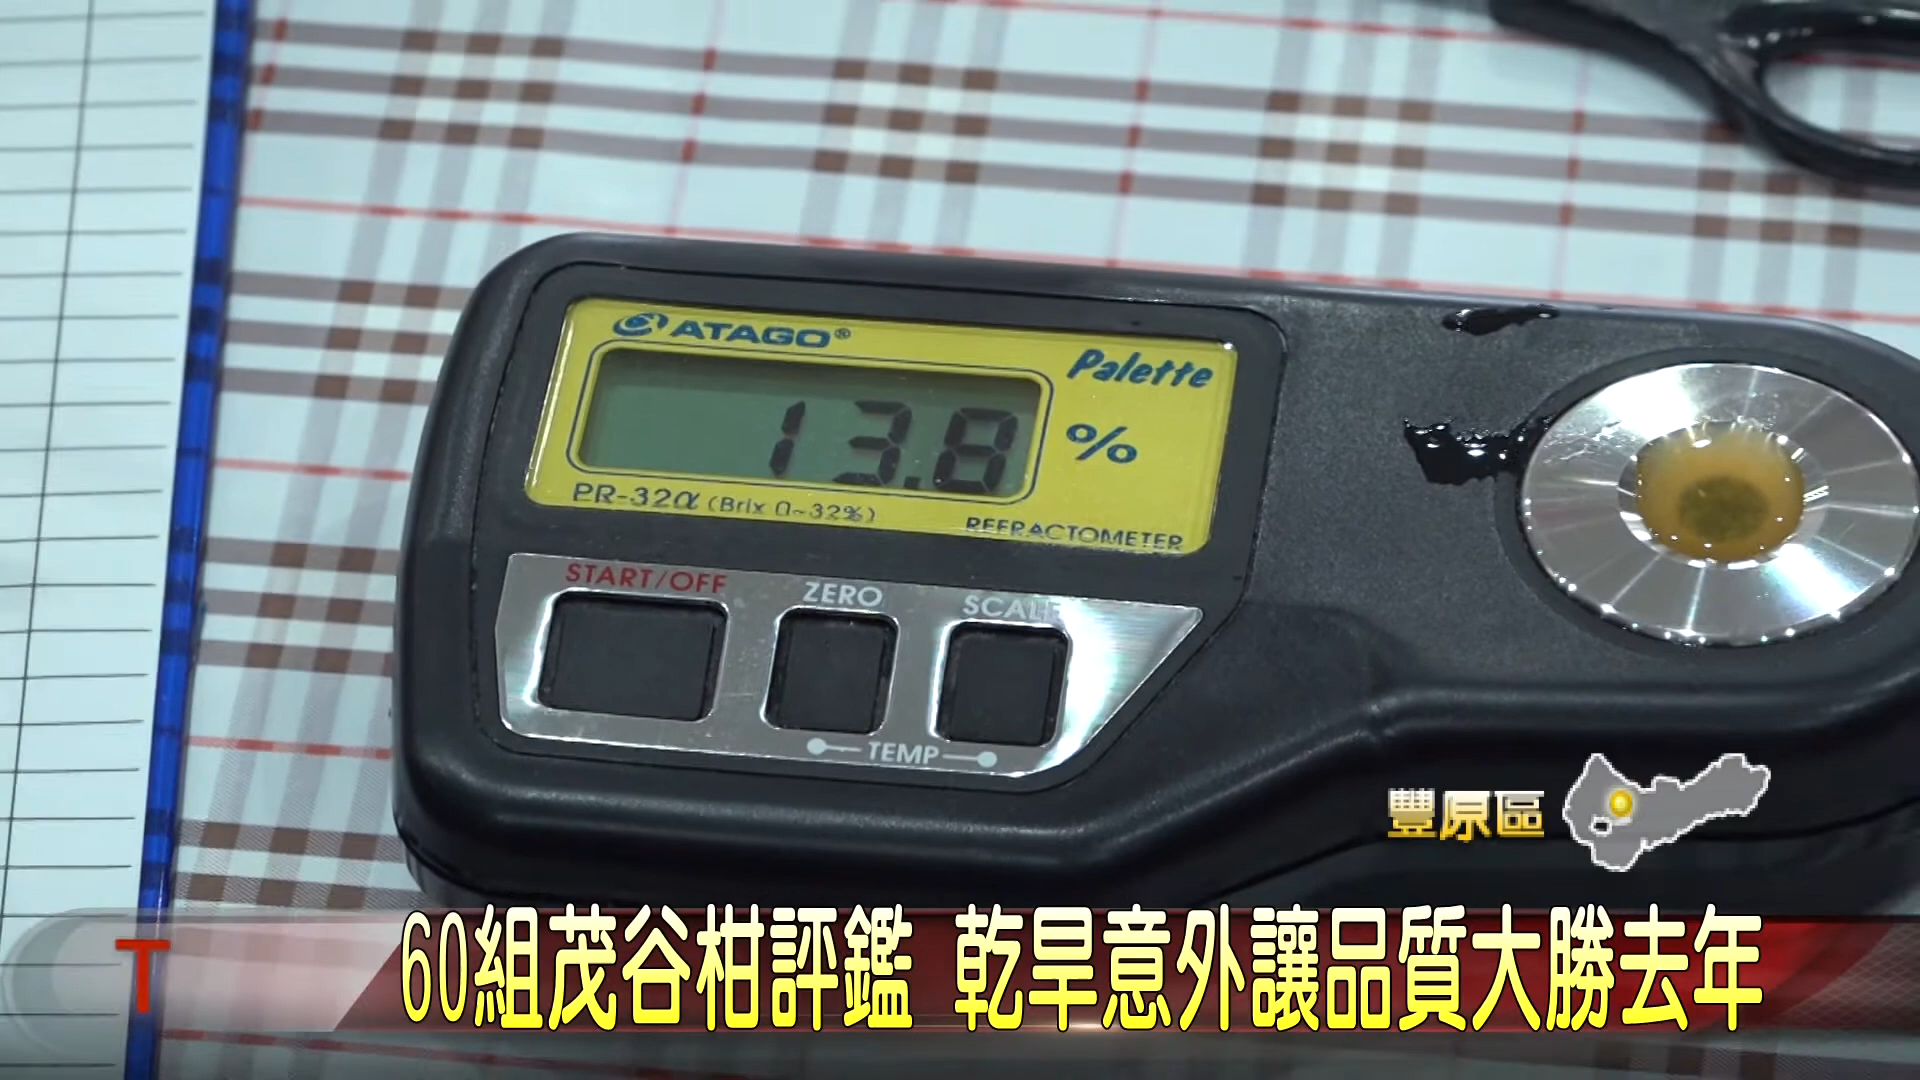 ATAGO®
Palette
13.8
%
PR-32α (Brix 0~32%)
REFRACTOMETER
START/OFF
ZERO
SCALE
TEMP
豐原區
T
60組茂谷柑評鑑 乾旱意外讓品質大勝去年